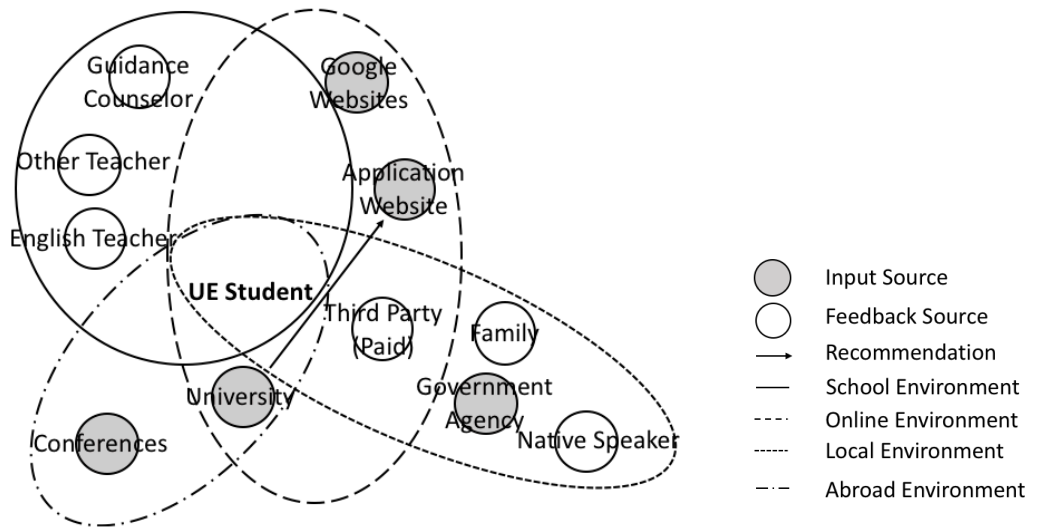 Guidance
Counselor
Google
Websites
Other Teacher
Application
Website
English Teacher
UE Student
Third Party
(Paid)
Family
University
Government
Agency
Conferences
Native Speaker
Input Source
Feedback Source
Recommendation
School Environment
Online Environment
Local Environment
Abroad Environment